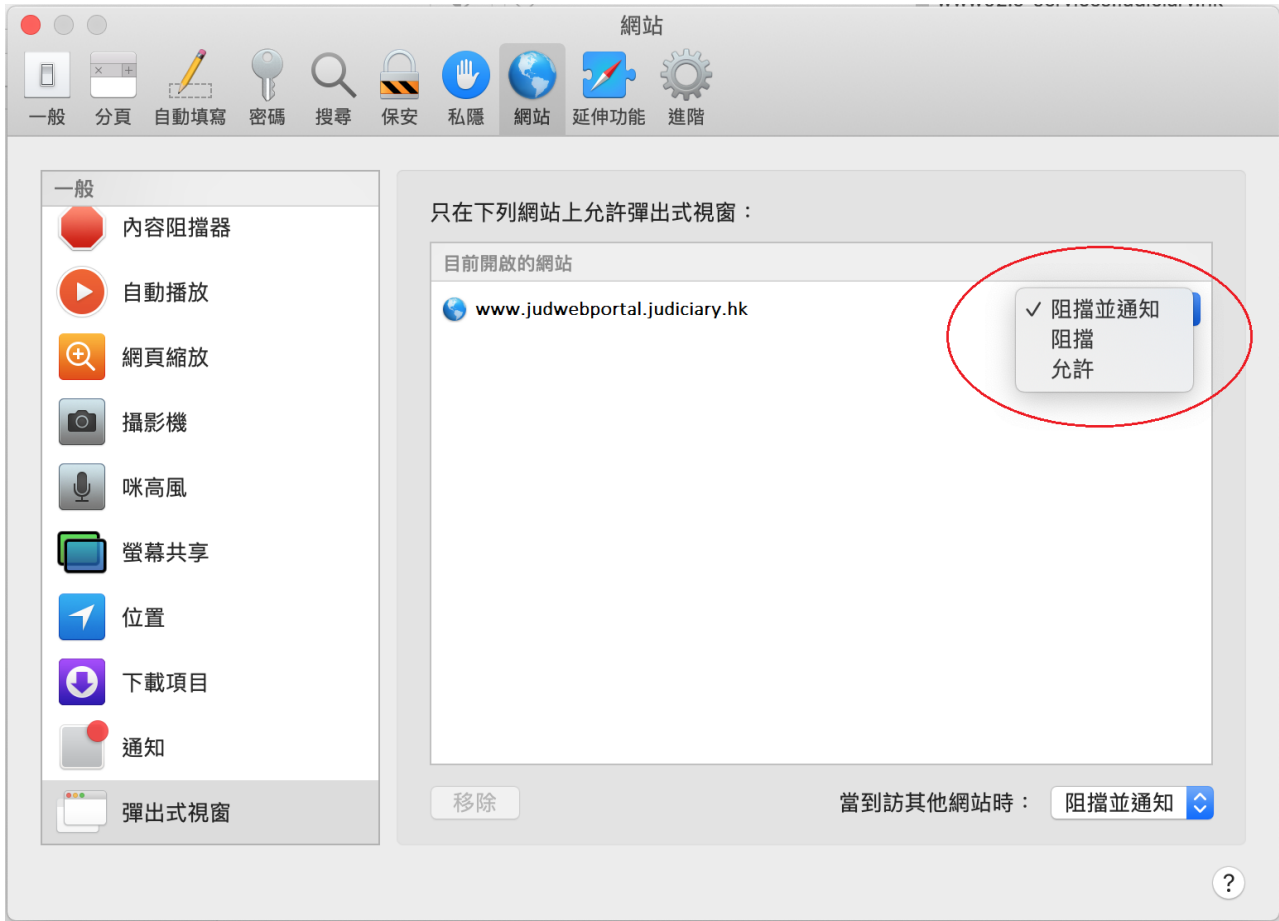 網站
一般 分頁 自動填寫 密碼 搜尋 保安 私隱 網站 延伸功能 進階
一般
內容阻擋器
自動播放
網頁縮放
攝影機
咪高風
螢幕共享
位置
下載項目
通知
彈出式視窗
只在下列網站上允許彈出式視窗：
目前開啟的網站
www.judwebportal.judiciary.hk
✓ 阻擋並通知
阻擋
允許
移除
當到訪其他網站時： 阻擋並通知
?